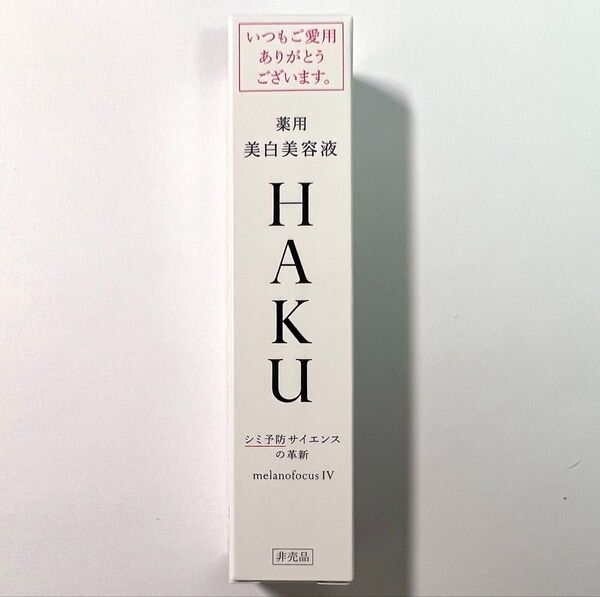 いつもご愛用
ありがとう
ございます。
薬用
美白美容液
HAKU
シミ予防サイエンス
の革新
melanofocus IV
非売品